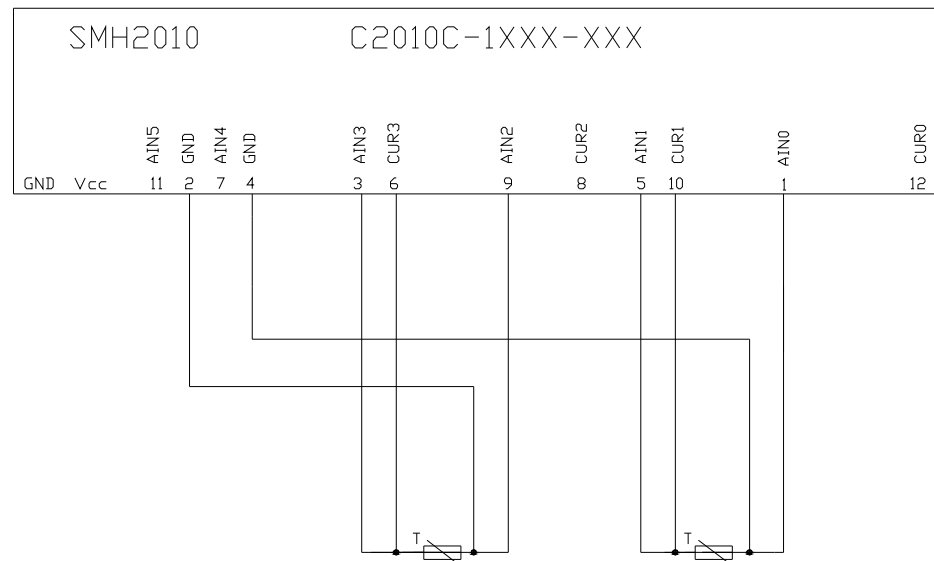 SMH2010 C2010C-1XXX-XXX
AIN5 GND AIN4 GND AIN3 CUR3 AIN2 CUR2 AIN1 CUR1 AIN0 CUR0
GND Vcc 11 2 7 4 3 6 9 8 5 10 1 12
T T